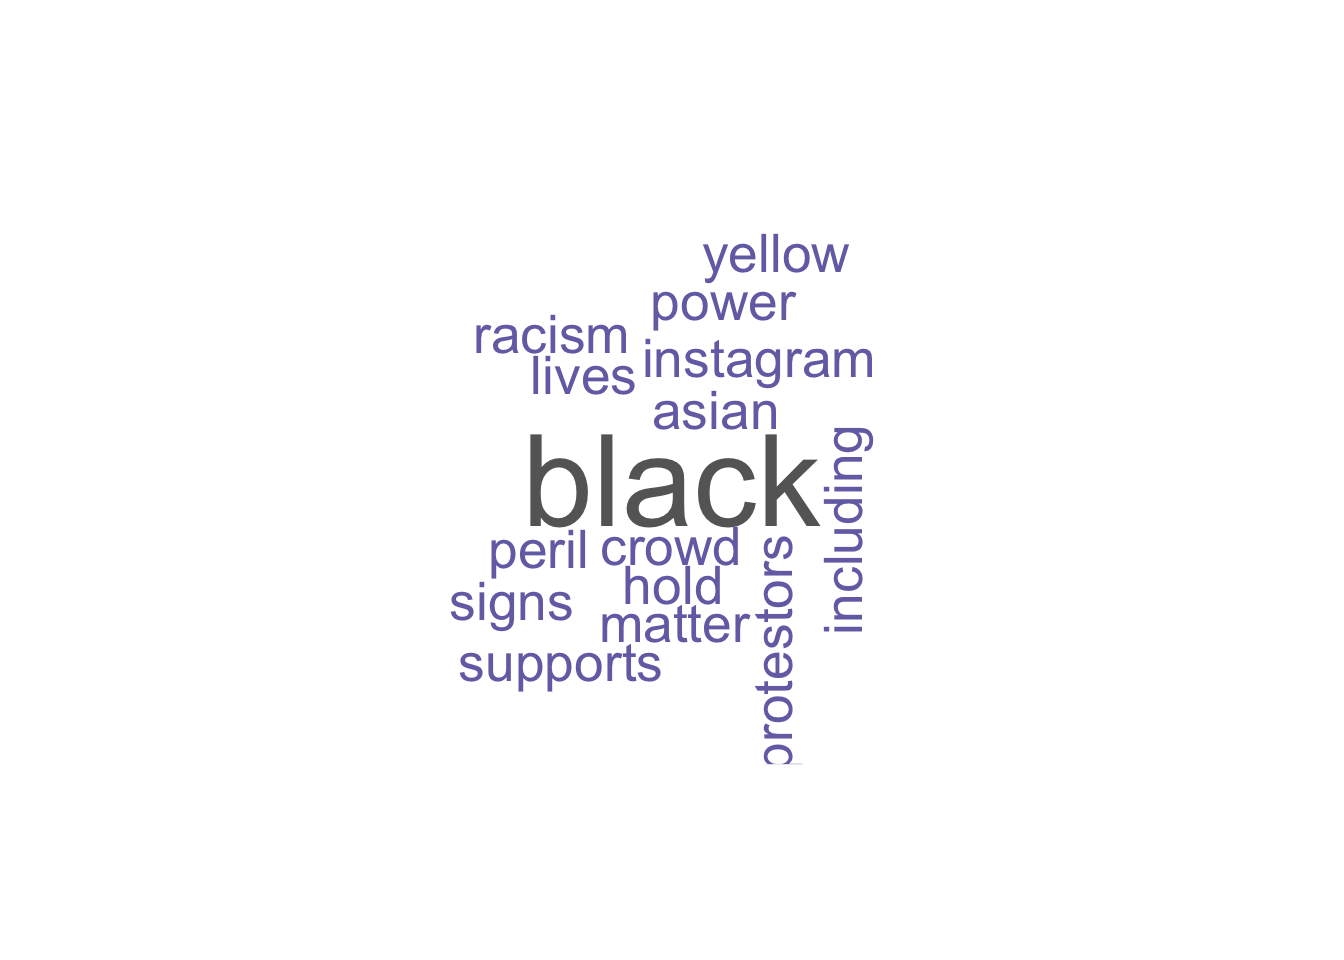 yellow
power
racism
instagram
lives
asian
black
including
peril
crowd
protestors
hold
signs
matter
supports